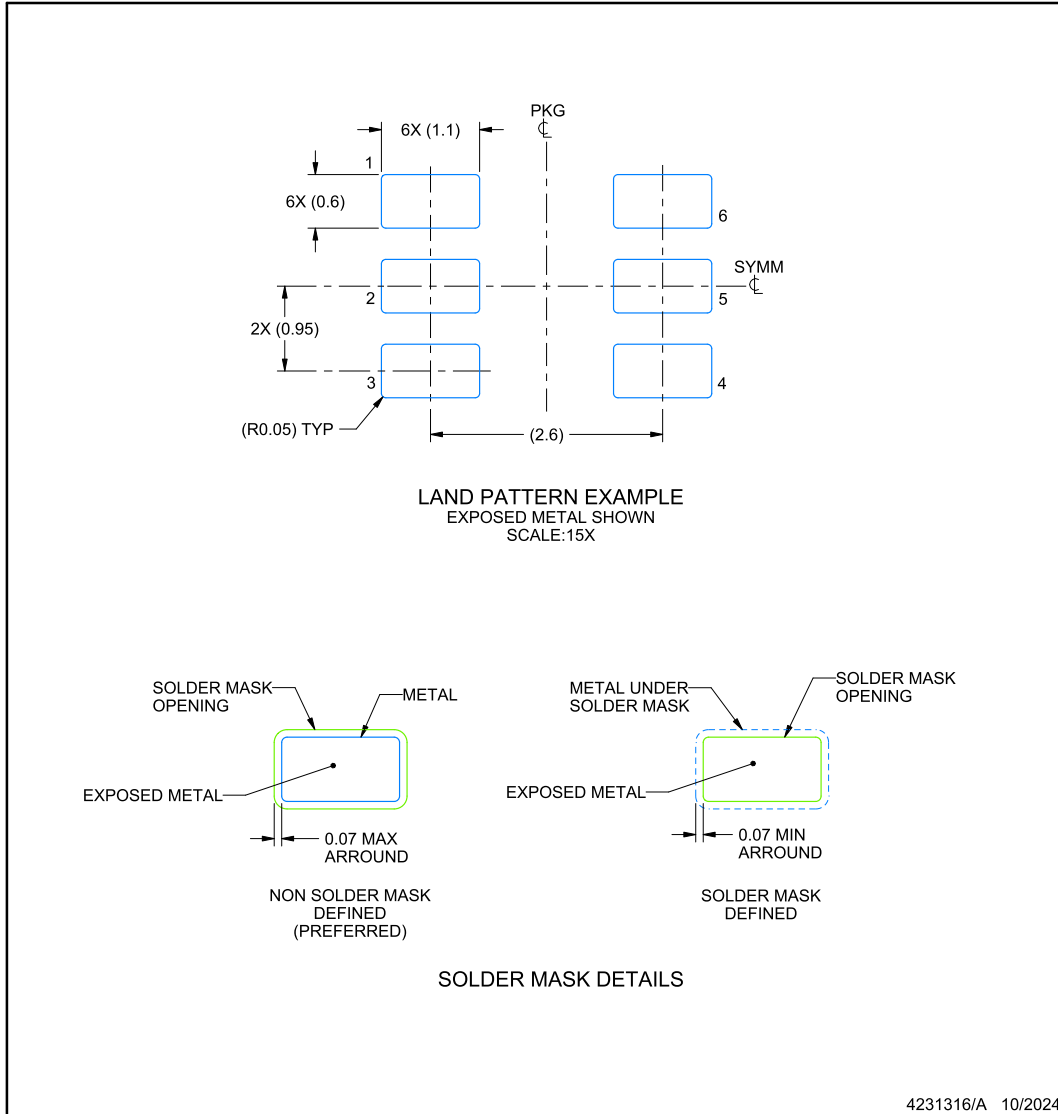 PKG
6X (1.1)
1
6X (0.6)
6
SYMM
2
5
2X (0.95)
3
4
(R0.05) TYP
(2.6)
LAND PATTERN EXAMPLE
EXPOSED METAL SHOWN
SCALE:15X
SOLDER MASK
OPENING
METAL
EXPOSED METAL
0.07 MAX
ARROUND
NON SOLDER MASK
DEFINED
(PREFERRED)
METAL UNDER
SOLDER MASK
SOLDER MASK
OPENING
EXPOSED METAL
0.07 MIN
ARROUND
SOLDER MASK
DEFINED
SOLDER MASK DETAILS
4231316/A 10/2024